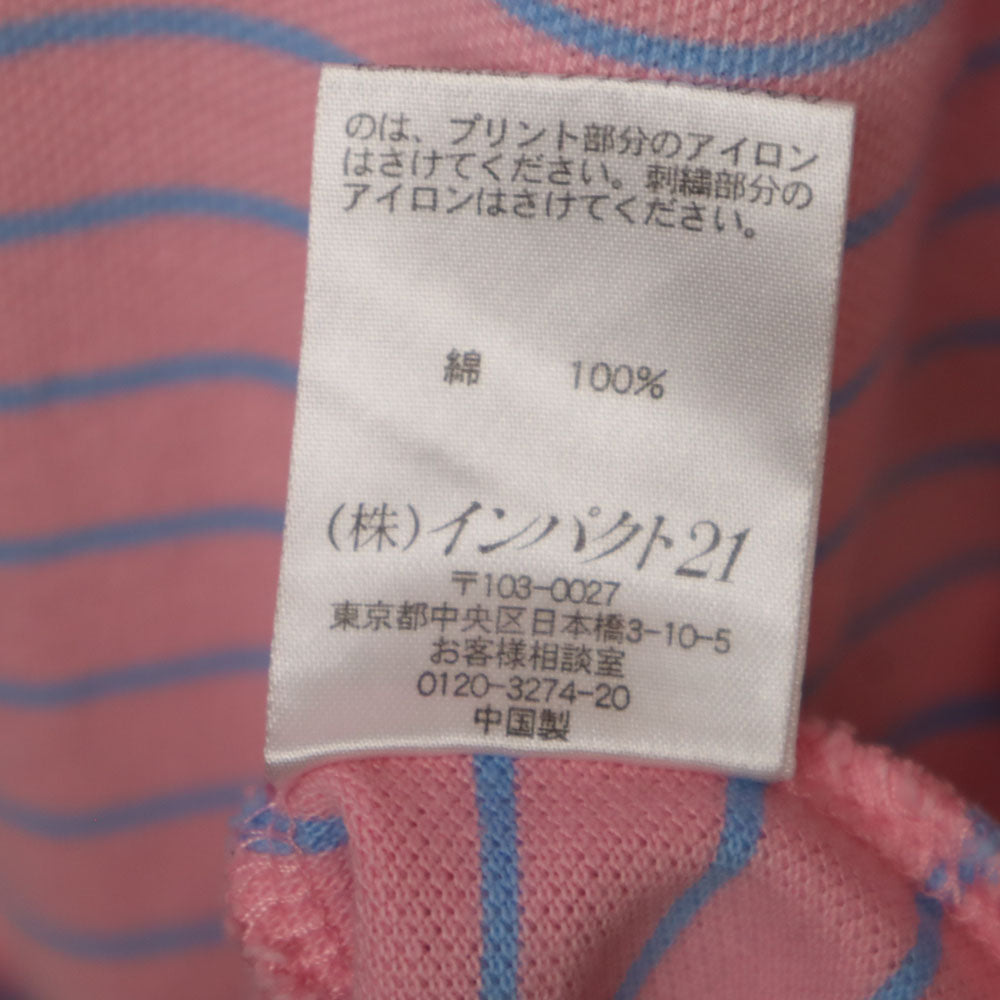 のは、プリント部分のアイロン
はさけてください。刺繍部分の
アイロンはさけてください。
綿 100%
(株)インパクト21
〒103-0027
東京都中央区日本橋3-10-5
お客様相談室
0120-3274-20
中国製